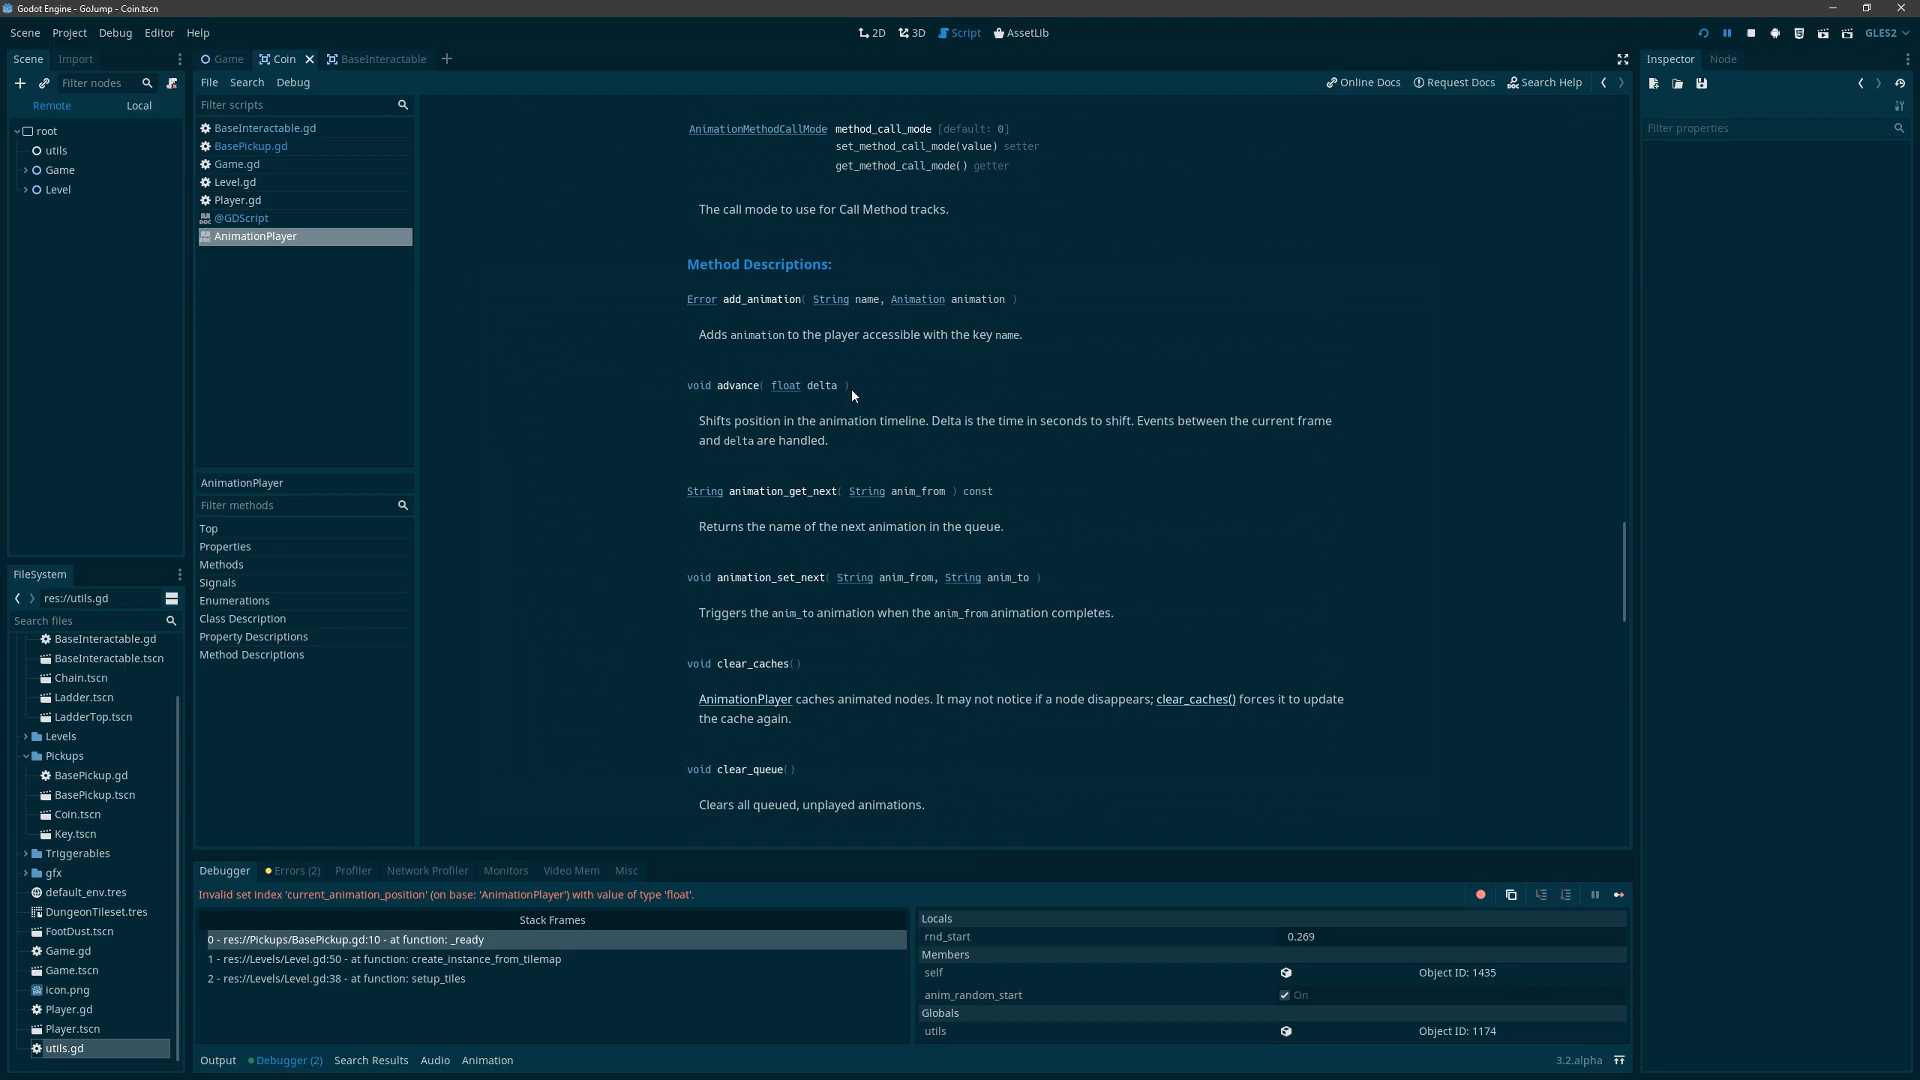 Godot Engine - GoJump - Coin.tscn
Scene Project Debug Editor Help
2D 3D Script AssetLib
GLES2
Scene Import
Filter nodes
Remote Local
root
utils
Game
Level
Game Coin BaseInteractable
File Search Debug
Online Docs Request Docs Search Help
Filter scripts
BaseInteractable.gd
BasePickup.gd
Game.gd
Level.gd
Player.gd
@GDScript
AnimationPlayer
AnimationPlayer
Filter methods
Top
Properties
Methods
Signals
Enumerations
Class Description
Property Descriptions
Method Descriptions
AnimationMethodCallMode method_call_mode [default: 0]
set_method_call_mode(value) setter
get_method_call_mode() getter
The call mode to use for Call Method tracks.
Method Descriptions:
Error add_animation( String name, Animation animation )
Adds animation to the player accessible with the key name.
void advance( float delta )
Shifts position in the animation timeline. Delta is the time in seconds to shift. Events between the current frame
and delta are handled.
String animation_get_next( String anim_from ) const
Returns the name of the next animation in the queue.
void animation_set_next( String anim_from, String anim_to )
Triggers the anim_to animation when the anim_from animation completes.
void clear_caches()
AnimationPlayer caches animated nodes. It may not notice if a node disappears; clear_caches() forces it to update
the cache again.
void clear_queue()
Clears all queued, unplayed animations.
Inspector Node
Filter properties
FileSystem
res://utils.gd
Search files
BaseInteractable.gd
BaseInteractable.tscn
Chain.tscn
Ladder.tscn
LadderTop.tscn
Levels
Pickups
BasePickup.gd
BasePickup.tscn
Coin.tscn
Key.tscn
Triggerables
gfx
default_env.tres
DungeonTileset.tres
FootDust.tscn
Game.gd
Game.tscn
icon.png
Player.gd
Player.tscn
utils.gd
Debugger Errors (2) Profiler Network Profiler Monitors Video Mem Misc
Invalid set index 'current_animation_position' (on base: 'AnimationPlayer') with value of type 'float'.
Stack Frames
0 - res://Pickups/BasePickup.gd:10 - at function: _ready
1 - res://Levels/Level.gd:50 - at function: create_instance_from_tilemap
2 - res://Levels/Level.gd:38 - at function: setup_tiles
Locals
rnd_start 0.269
Members
self Object ID: 1435
anim_random_start On
Globals
utils Object ID: 1174
Output Debugger (2) Search Results Audio Animation
3.2.alpha